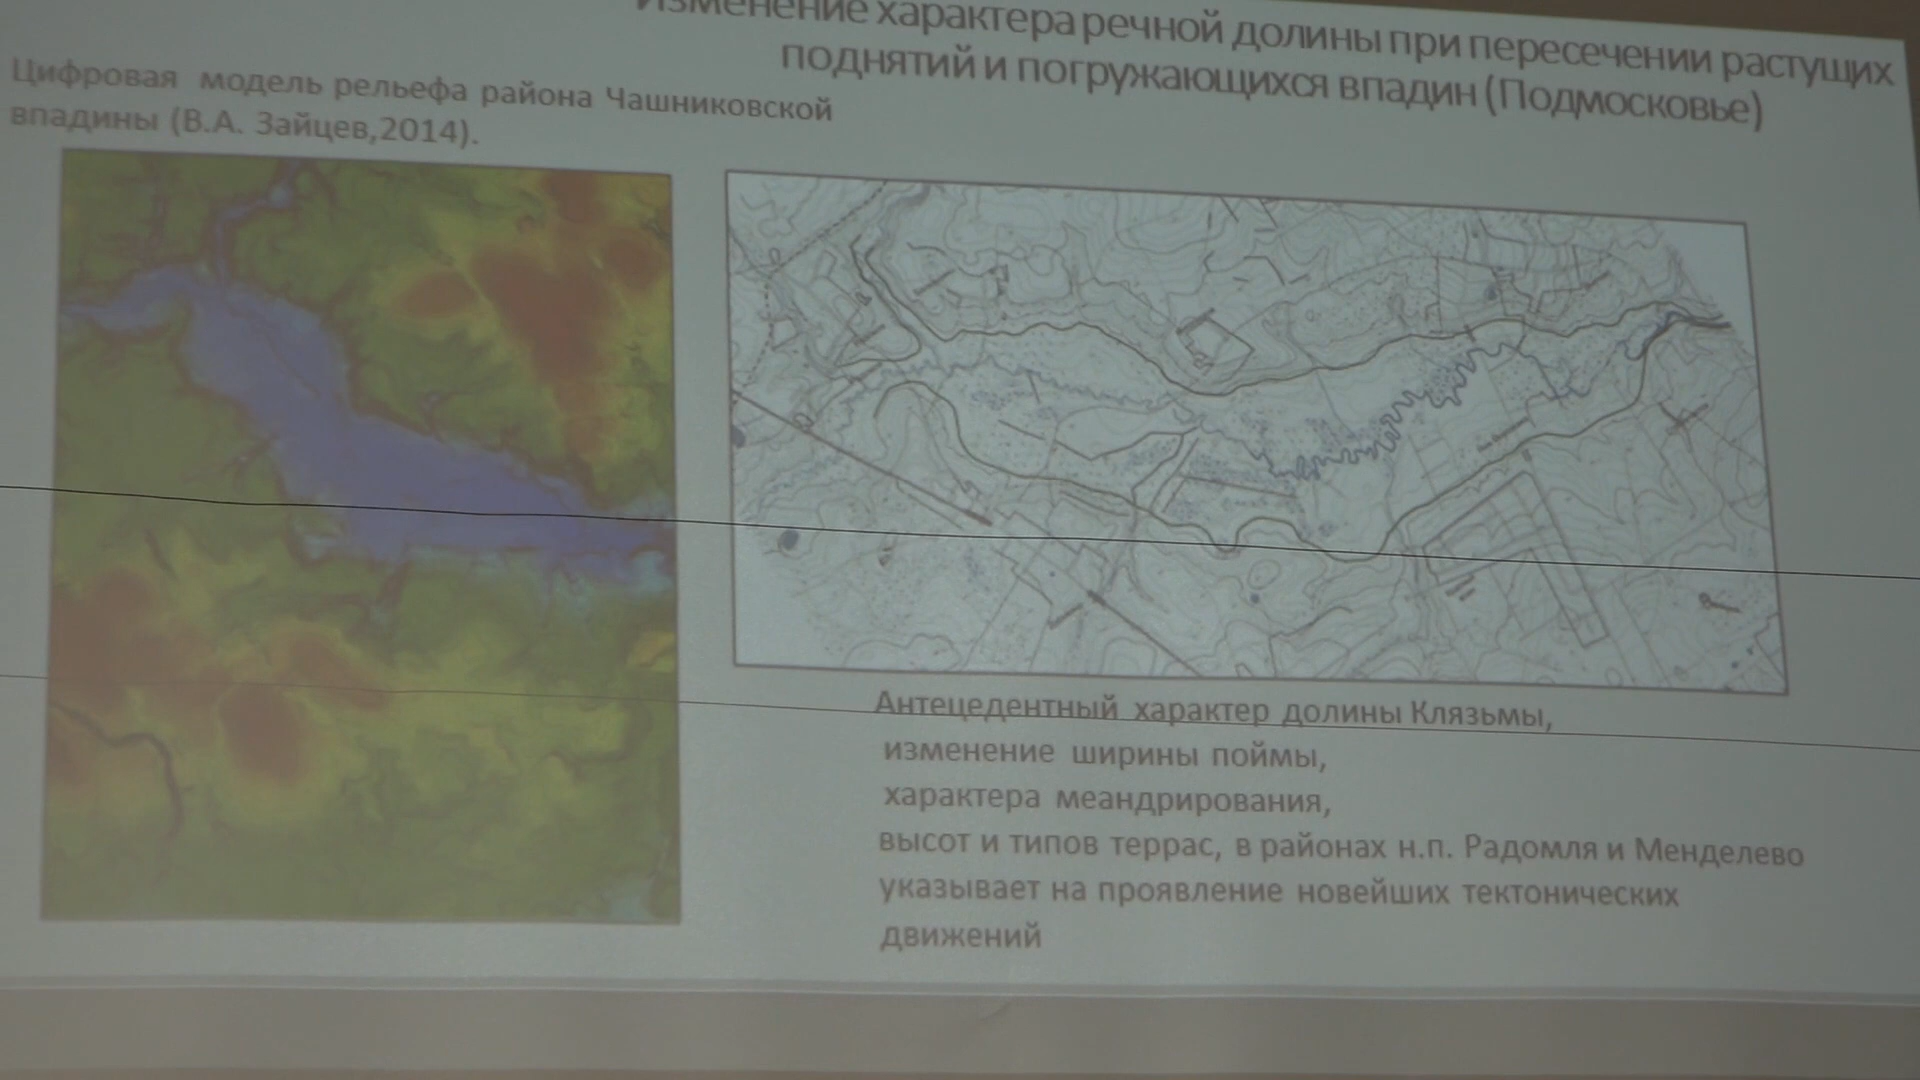 Изменение характера речной долины при пересечении растущих
поднятий и погружающихся впадин (Подмосковье)
Цифровая модель рельефа района Чашниковской
впадины (В.А. Зайцев,2014).
Антецедентный характер долины Клязьмы,
изменение ширины поймы,
характера меандрирования,
высот и типов террас, в районах н.п. Радомля и Менделево
указывает на проявление новейших тектонических
движений